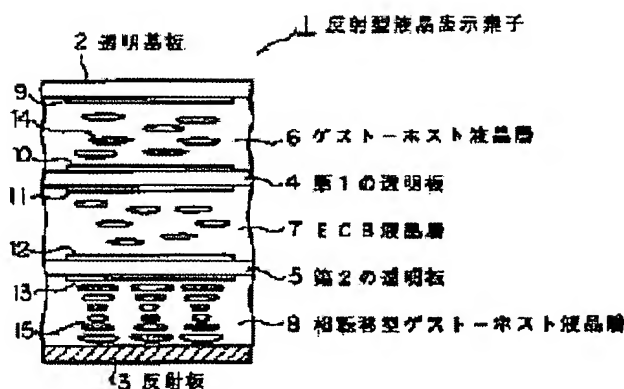 1 反射型液晶表示素子
2 透明基板
9
14
6 ゲスト－ホスト液晶層
10
4 第1の透明板
11
7 ECB液晶層
12
5 第2の透明板
13
15
8 相転移型ゲスト－ホスト液晶層
3 反射板